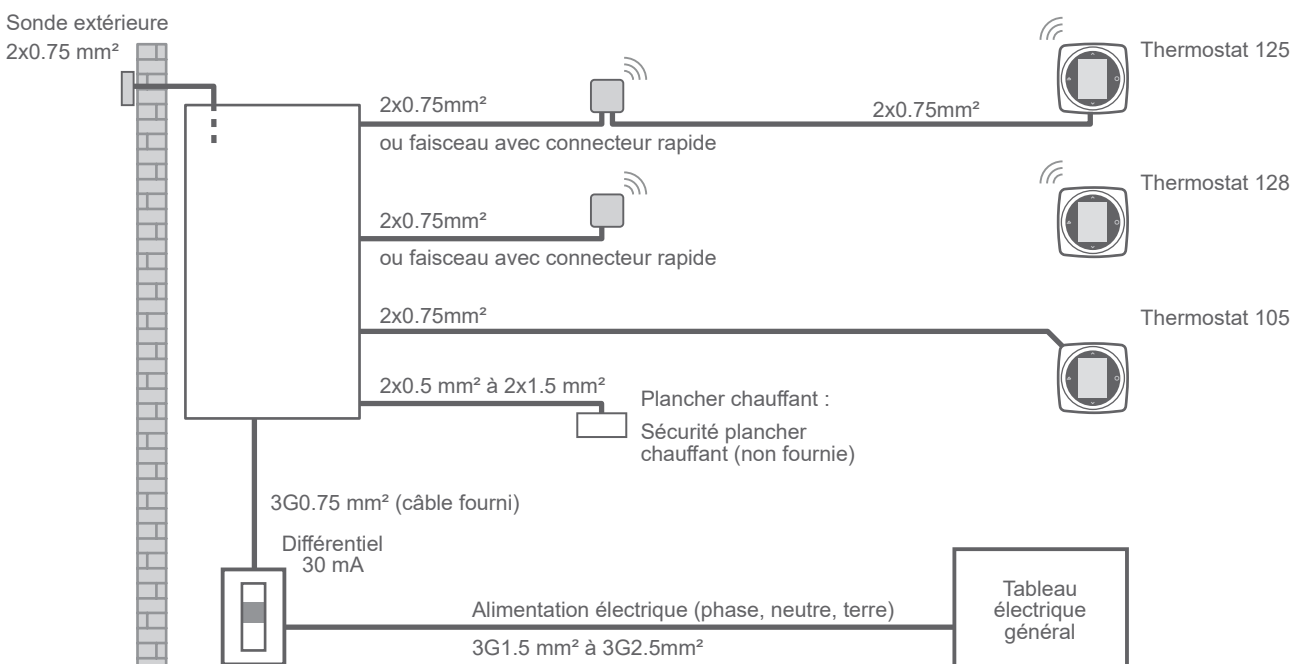 Sonde extérieure
2x0.75 mm²
2x0.75mm²
ou faisceau avec connecteur rapide
2x0.75mm²
Thermostat 125
2x0.75mm²
ou faisceau avec connecteur rapide
Thermostat 128
2x0.75mm²
Thermostat 105
2x0.5 mm² à 2x1.5 mm²
Plancher chauffant :
Sécurité plancher
chauffant (non fournie)
3G0.75 mm² (câble fourni)
Différentiel
30 mA
Alimentation électrique (phase, neutre, terre)
3G1.5 mm² à 3G2.5mm²
Tableau
électrique
général